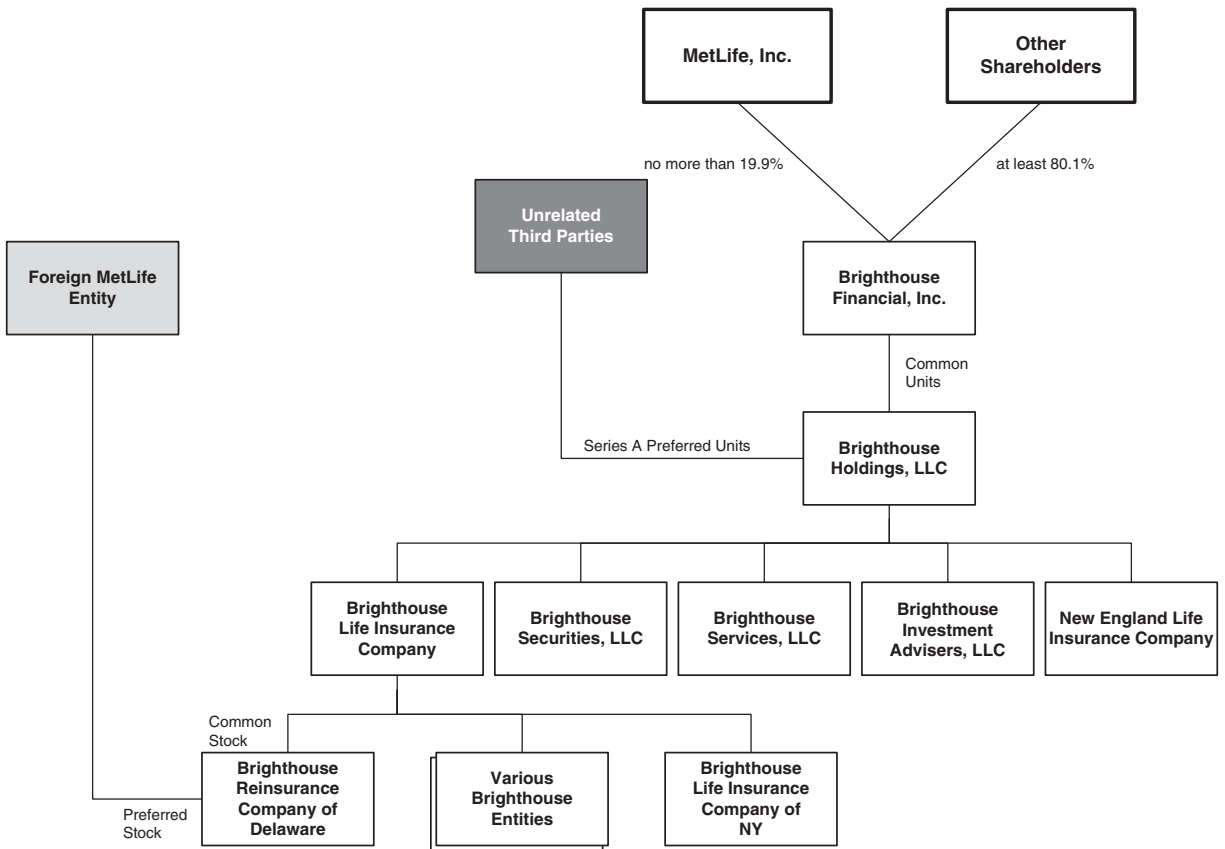 MetLife, Inc.
Other
Shareholders
no more than 19.9%
at least 80.1%
Unrelated
Third Parties
Foreign MetLife
Entity
Brighthouse
Financial, Inc.
Common
Units
Series A Preferred Units
Brighthouse
Holdings, LLC
Brighthouse
Life Insurance
Company
Brighthouse
Securities, LLC
Brighthouse
Services, LLC
Brighthouse
Investment
Advisers, LLC
New England Life
Insurance Company
Common
Stock
Preferred
Stock
Brighthouse
Reinsurance
Company of
Delaware
Various
Brighthouse
Entities
Brighthouse
Life Insurance
Company of
NY